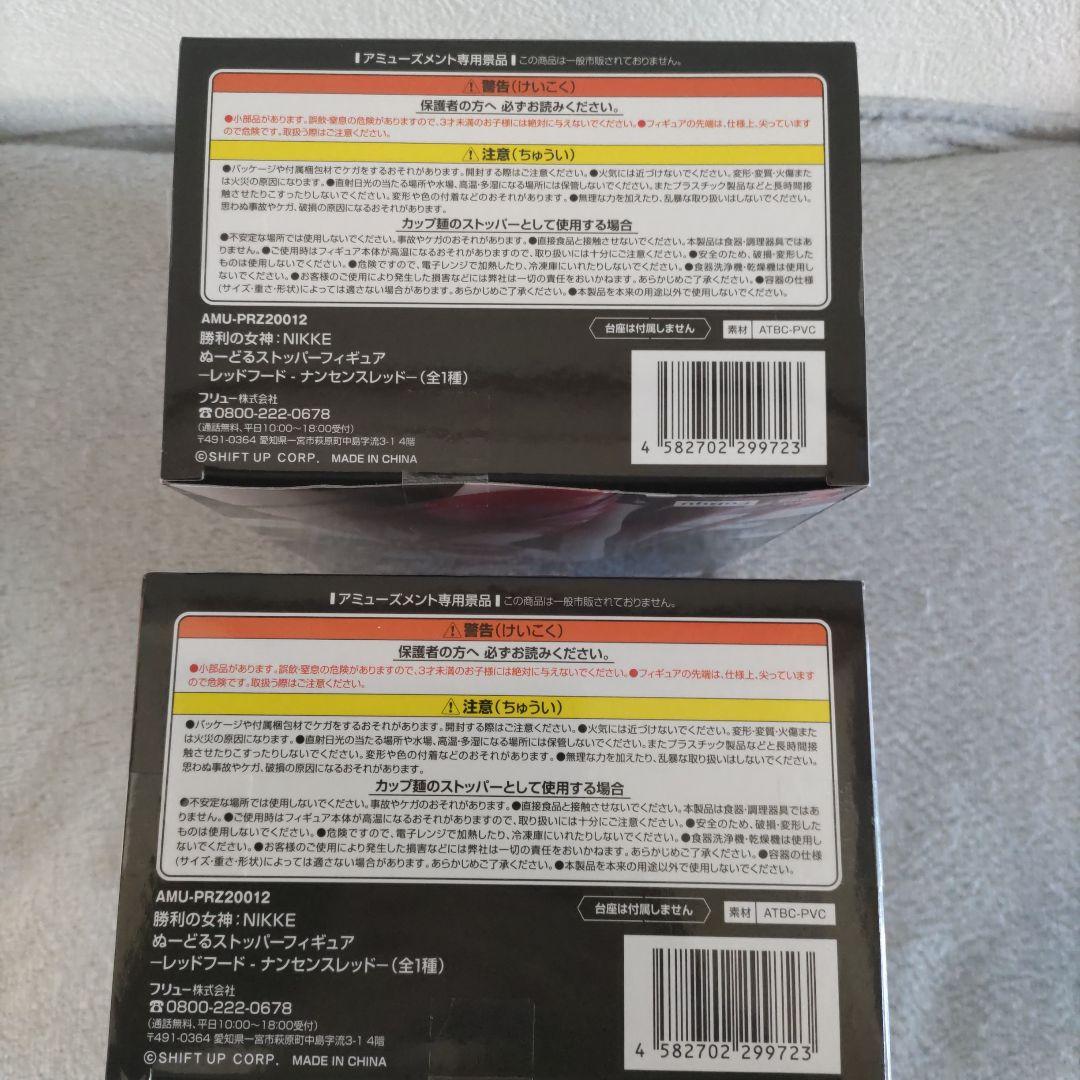 アミューズメント専用景品 この商品は一般市販されておりません。
⚠警告(けいこく)
保護者の方へ 必ずお読みください。
●小部品があります。誤飲・窒息の危険がありますので、3才未満のお子様には絶対に与えないでください。●フィギュアの先端は、仕様上、尖っています
ので危険です。取扱う際はご注意ください。
⚠注意(ちゅうい)
●パッケージや付属梱包材でケガをするおそれがあります。開封する際はご注意ください。●火気には近づけないでください。変形・変質・火傷また
は火災の原因になります。●直射日光の当たる場所や水場、高温・多湿になる場所には保管しないでください。またプラスチック製品などと長時間接
触させたりこすったりしないでください。変形や色の付着などのおそれがあります。●無理な力を加えたり、乱暴な取り扱いはしないでください。
思わぬ事故やケガ、破損の原因になるおそれがあります。
カップ麺のストッパーとして使用する場合
●不安定な場所では使用しないでください。事故やケガのおそれがあります。●直接食品と接触させないでください。本製品は食器・調理器具ではあ
りません。●ご使用時はフィギュア本体が高温になるおそれがありますので、取り扱いには十分にご注意ください。●安全のため、破損・変形した
ものは使用しないでください。●危険ですので、電子レンジで加熱したり、冷凍庫にいれたりしないでください。●食器洗浄機・乾燥機は使用し
ないでください。●お客様のご使用により発生した損害などには弊社は一切の責任をおいかねます。あらかじめご了承ください。●容器の仕様
(サイズ・重さ・形状)によっては適さない場合があります。あらかじめご了承ください。●本製品を本来の用途以外で使用しないでください。
AMU-PRZ20012
台座は付属しません 素材 ATBC-PVC
勝利の女神:NIKKE
ぬーどるストッパーフィギュア
−レッドフード - ナンセンスレッド−(全1種)
フリュー株式会社
☎0800-222-0678
(通話無料、平日10:00〜18:00受付)
〒491-0364 愛知県一宮市萩原町中島字流3-1 4階
©SHIFT UP CORP. MADE IN CHINA
4 582702 299723
アミューズメント専用景品 この商品は一般市販されておりません。
⚠警告(けいこく)
保護者の方へ 必ずお読みください。
●小部品があります。誤飲・窒息の危険がありますので、3才未満のお子様には絶対に与えないでください。●フィギュアの先端は、仕様上、尖っています
ので危険です。取扱う際はご注意ください。
⚠注意(ちゅうい)
●パッケージや付属梱包材でケガをするおそれがあります。開封する際はご注意ください。●火気には近づけないでください。変形・変質・火傷また
は火災の原因になります。●直射日光の当たる場所や水場、高温・多湿になる場所には保管しないでください。またプラスチック製品などと長時間接
触させたりこすったりしないでください。変形や色の付着などのおそれがあります。●無理な力を加えたり、乱暴な取り扱いはしないでください。
思わぬ事故やケガ、破損の原因になるおそれがあります。
カップ麺のストッパーとして使用する場合
●不安定な場所では使用しないでください。事故やケガのおそれがあります。●直接食品と接触させないでください。本製品は食器・調理器具ではあ
りません。●ご使用時はフィギュア本体が高温になるおそれがありますので、取り扱いには十分にご注意ください。●安全のため、破損・変形した
ものは使用しないでください。●危険ですので、電子レンジで加熱したり、冷凍庫にいれたりしないでください。●食器洗浄機・乾燥機は使用し
ないでください。●お客様のご使用により発生した損害などには弊社は一切の責任をおいかねます。あらかじめご了承ください。●容器の仕様
(サイズ・重さ・形状)によっては適さない場合があります。あらかじめご了承ください。●本製品を本来の用途以外で使用しないでください。
AMU-PRZ20012
台座は付属しません 素材 ATBC-PVC
勝利の女神:NIKKE
ぬーどるストッパーフィギュア
−レッドフード - ナンセンスレッド−(全1種)
フリュー株式会社
☎0800-222-0678
(通話無料、平日10:00〜18:00受付)
〒491-0364 愛知県一宮市萩原町中島字流3-1 4階
©SHIFT UP CORP. MADE IN CHINA
4 582702 299723